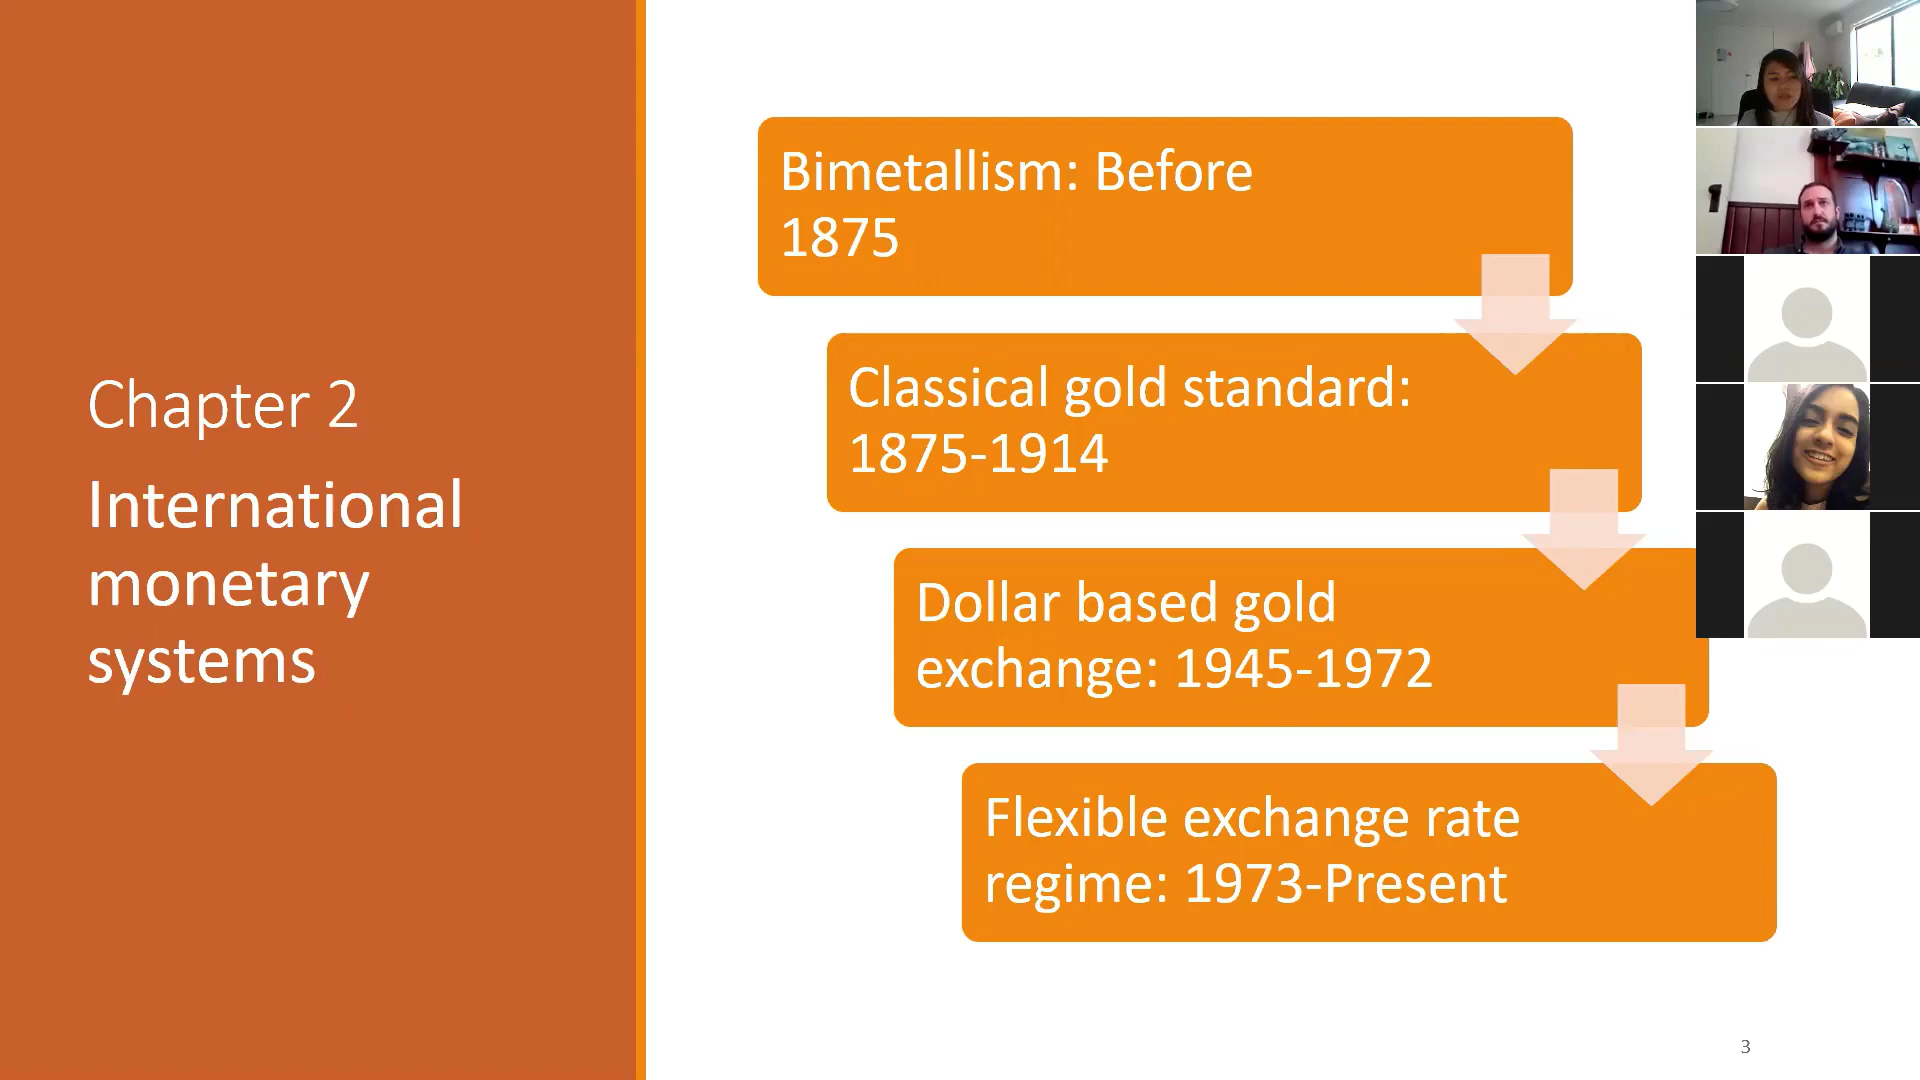 Chapter 2
International
monetary
systems
Bimetallism: Before
1875
Classical gold standard:
1875-1914
Dollar based gold
exchange: 1945-1972
Flexible exchange rate
regime: 1973-Present
3